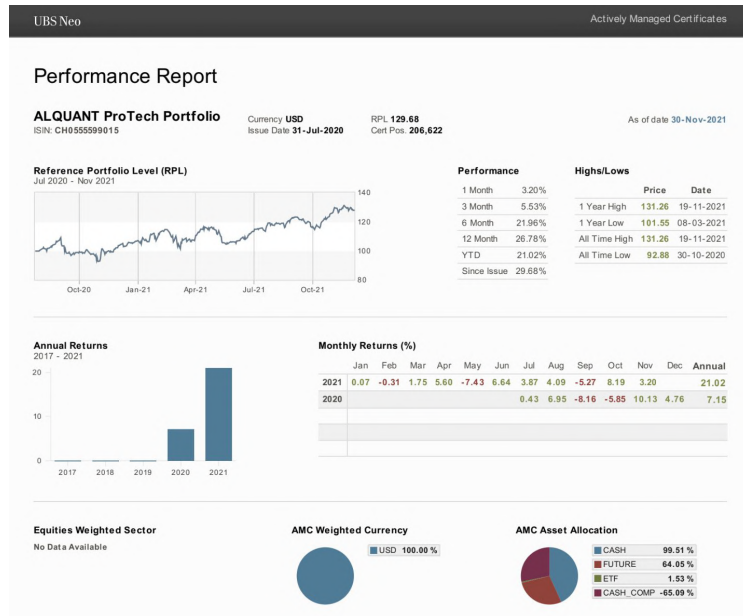 UBS Neo
Actively Managed Certificates
Performance Report
ALQUANT ProTech Portfolio
ISIN: CH0555599015
Currency USD
Issue Date 31-Jul-2020
RPL 129.68
Cert Pos. 206,622
As of date 30-Nov-2021
Reference Portfolio Level (RPL)
Jul 2020 - Nov 2021
140
120
100
80
Oct-20 Jan-21 Apr-21 Jul-21 Oct-21
Performance
1 Month 3.20%
3 Month 5.53%
6 Month 21.96%
12 Month 26.78%
YTD 21.02%
Since Issue 29.68%
Highs/Lows
Price Date
1 Year High 131.26 19-11-2021
1 Year Low 101.55 08-03-2021
All Time High 131.26 19-11-2021
All Time Low 92.88 30-10-2020
Annual Returns
2017 - 2021
20
10
0
2017 2018 2019 2020 2021
Monthly Returns (%)
Jan Feb Mar Apr May Jun Jul Aug Sep Oct Nov Dec Annual
2021 0.07 -0.31 1.75 5.60 -7.43 6.64 3.87 4.09 -5.27 8.19 3.20 21.02
2020 0.43 6.95 -8.16 -5.85 10.13 4.76 7.15
Equities Weighted Sector
No Data Available
AMC Weighted Currency
USD 100.00 %
AMC Asset Allocation
CASH 99.51 %
FUTURE 64.05 %
ETF 1.53 %
CASH_COMP -65.09 %